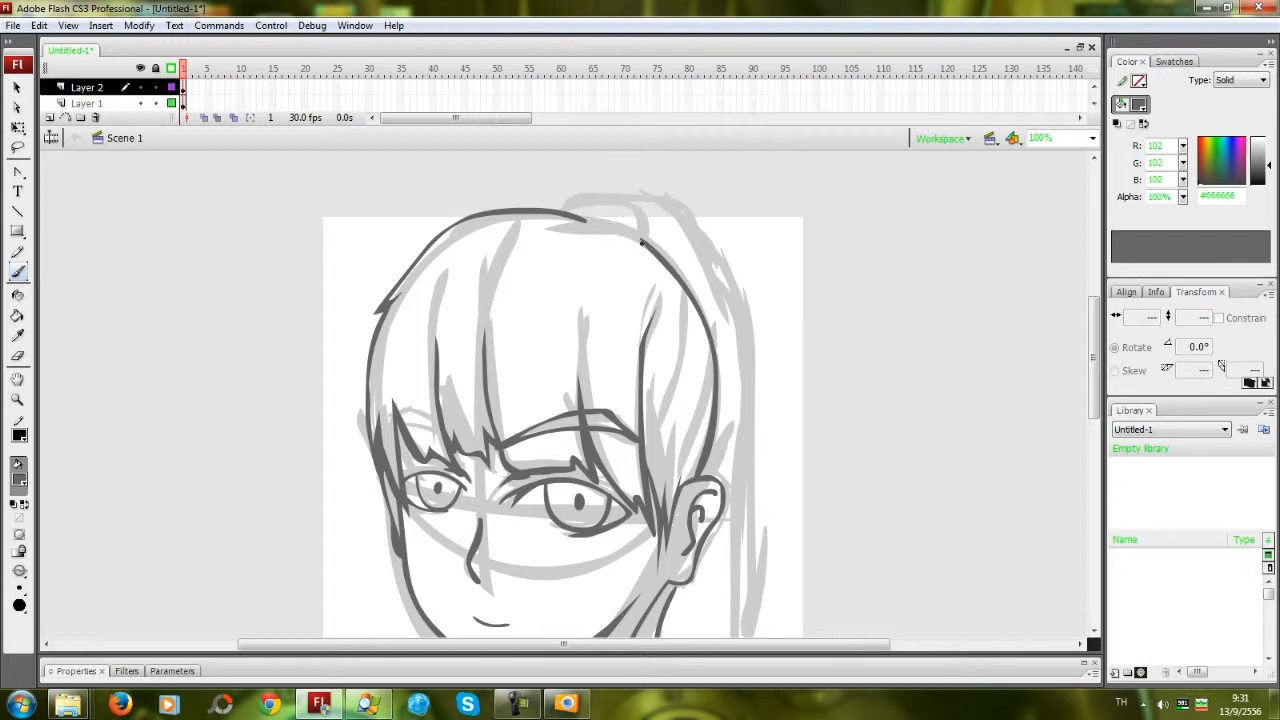 Adobe Flash CS3 Professional - [Untitled-1*]
File Edit View Insert Modify Text Commands Control Debug Window Help
Untitled-1*
1 5 10 15 20 25 30 35 40 45 50 55 60 65 70 75 80 85 90 95 100 105 110 115 120 125 130 135 140
Layer 2
Layer 1
1 30.0 fps 0.0s
Scene 1
Workspace
100%
Fl
T
Color Swatches
Type: Solid
R: 102
G: 102
B: 102
Alpha: 100%
#666666
Align Info Transform
--- --- Constrain
Rotate 0.0°
Skew --- ---
Library
Untitled-1
Empty library
Name Type
Properties Filters Parameters
Fl
S
TH
581
9:31
13/9/2556